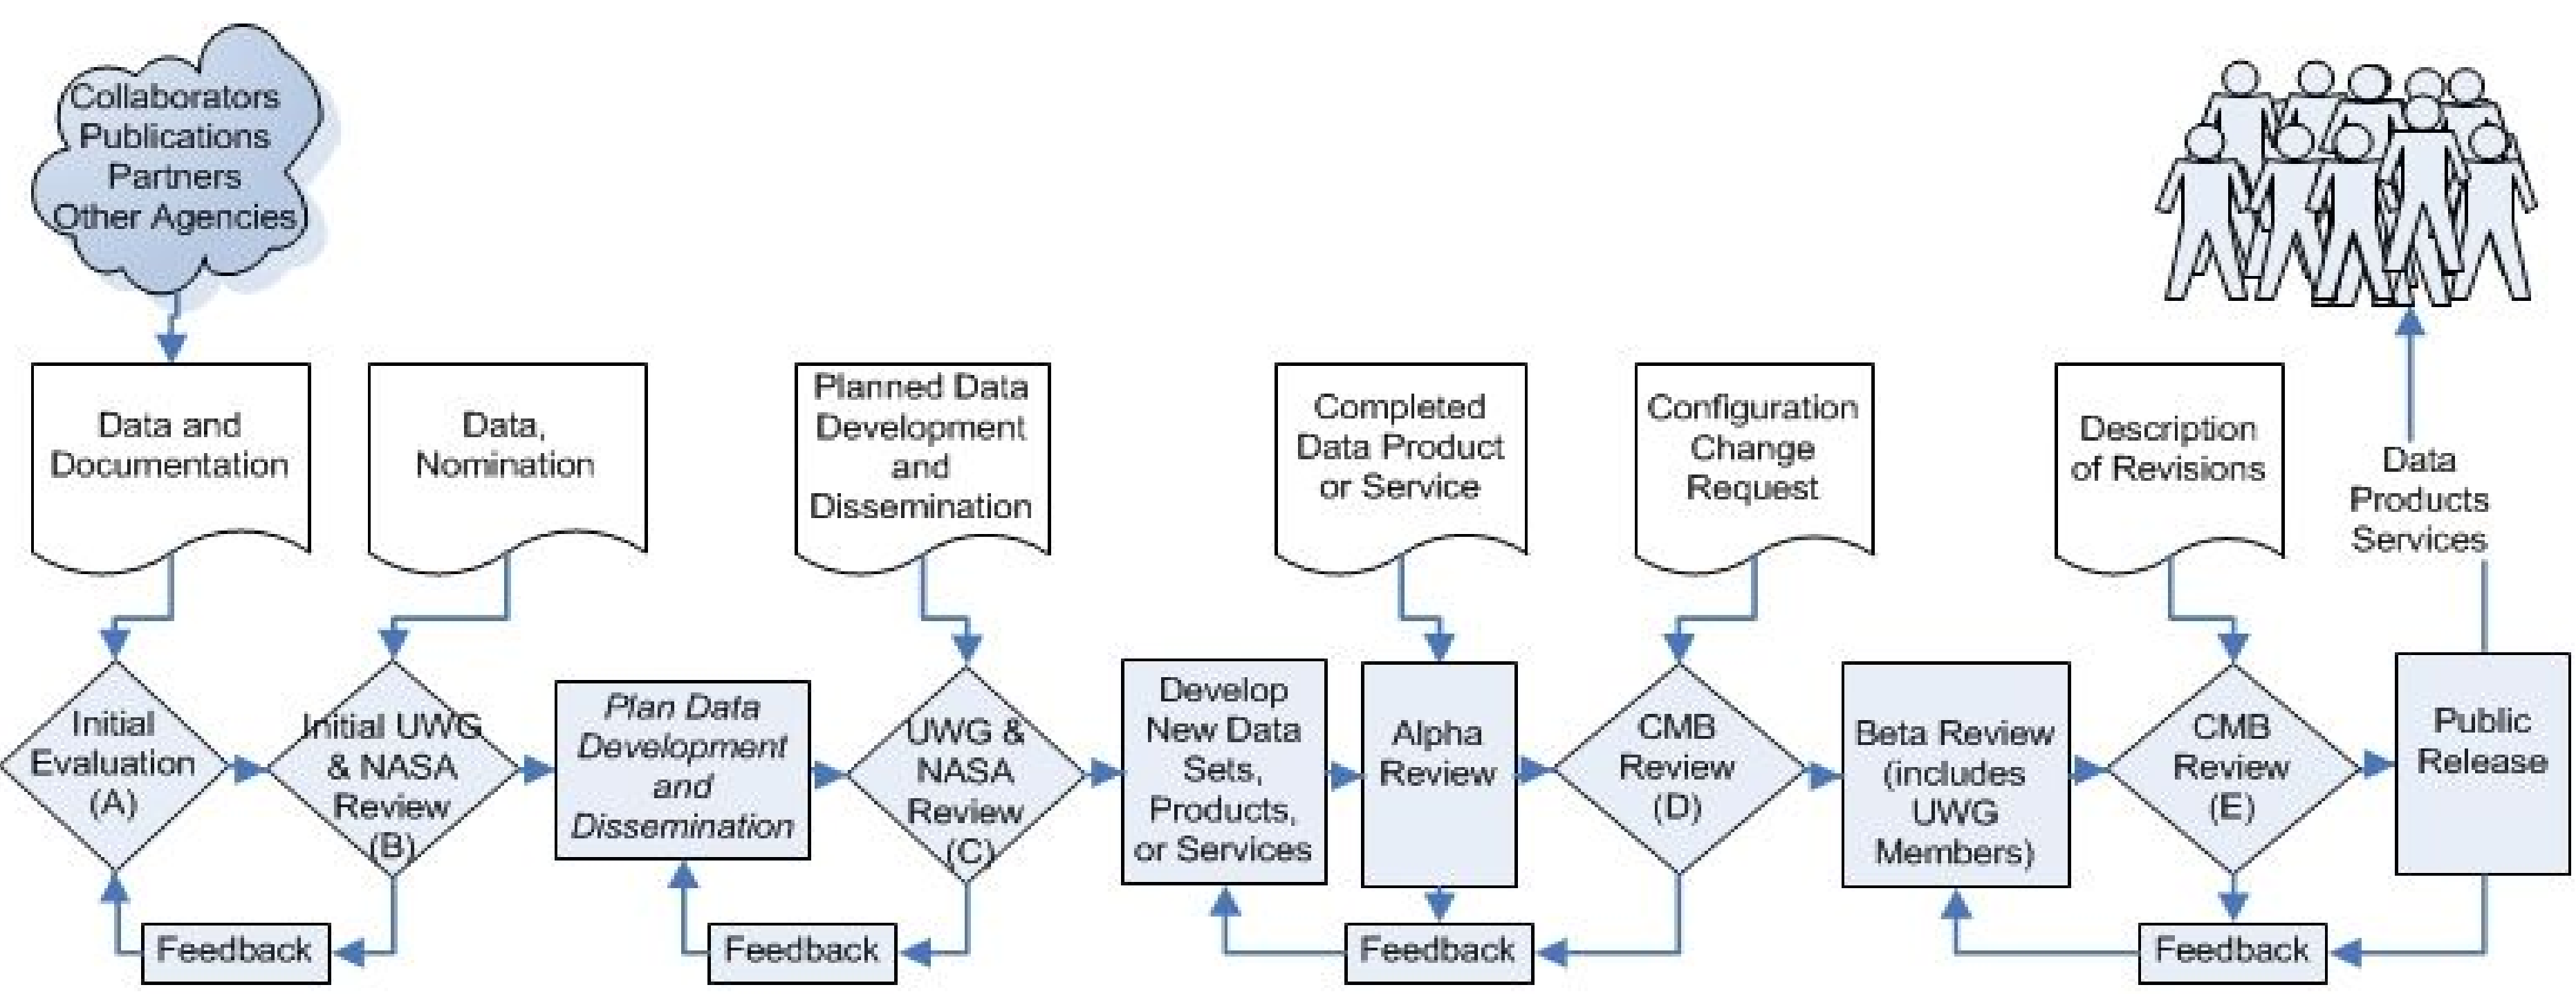 Collaborators
Publications
Partners
Other Agencies
Data and
Documentation
Data,
Nomination
Planned Data
Development
and
Dissemination
Completed
Data Product
or Service
Configuration
Change
Request
Description
of Revisions
Data
Products
Services
Initial
Evaluation
(A)
Initial UWG
& NASA
Review
(B)
Plan Data
Development
and
Dissemination
UWG &
NASA
Review
(C)
Develop
New Data
Sets,
Products,
or Services
Alpha
Review
CMB
Review
(D)
Beta Review
(includes
UWG
Members)
CMB
Review
(E)
Public
Release
Feedback
Feedback
Feedback
Feedback